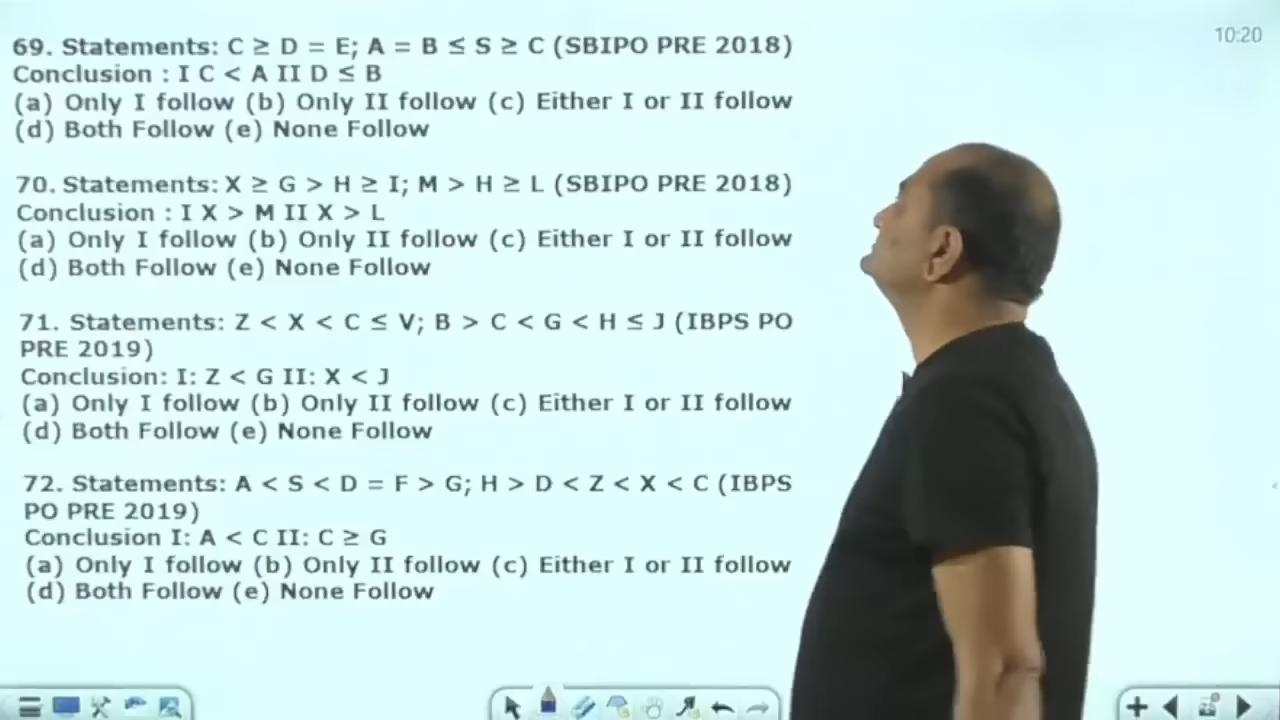 69. Statements: C ≥ D = E; A = B ≤ S ≥ C (SBIPO PRE 2018)
10:20
Conclusion : I C < A II D ≤ B
(a) Only I follow (b) Only II follow (c) Either I or II follow
(d) Both Follow (e) None Follow
70. Statements: X ≥ G > H ≥ I; M > H ≥ L (SBIPO PRE 2018)
Conclusion : I X > M II X > L
(a) Only I follow (b) Only II follow (c) Either I or II follow
(d) Both Follow (e) None Follow
71. Statements: Z < X < C ≤ V; B > C < G < H ≤ J (IBPS PO
PRE 2019)
Conclusion: I: Z < G II: X < J
(a) Only I follow (b) Only II follow (c) Either I or II follow
(d) Both Follow (e) None Follow
72. Statements: A < S < D = F > G; H > D < Z < X < C (IBPS
PO PRE 2019)
Conclusion I: A < C II: C ≥ G
(a) Only I follow (b) Only II follow (c) Either I or II follow
(d) Both Follow (e) None Follow